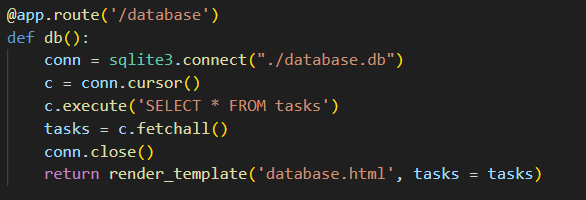 @app.route('/database')
def db():
    conn = sqlite3.connect("./database.db")
    c = conn.cursor()
    c.execute('SELECT * FROM tasks')
    tasks = c.fetchall()
    conn.close()
    return render_template('database.html', tasks = tasks)